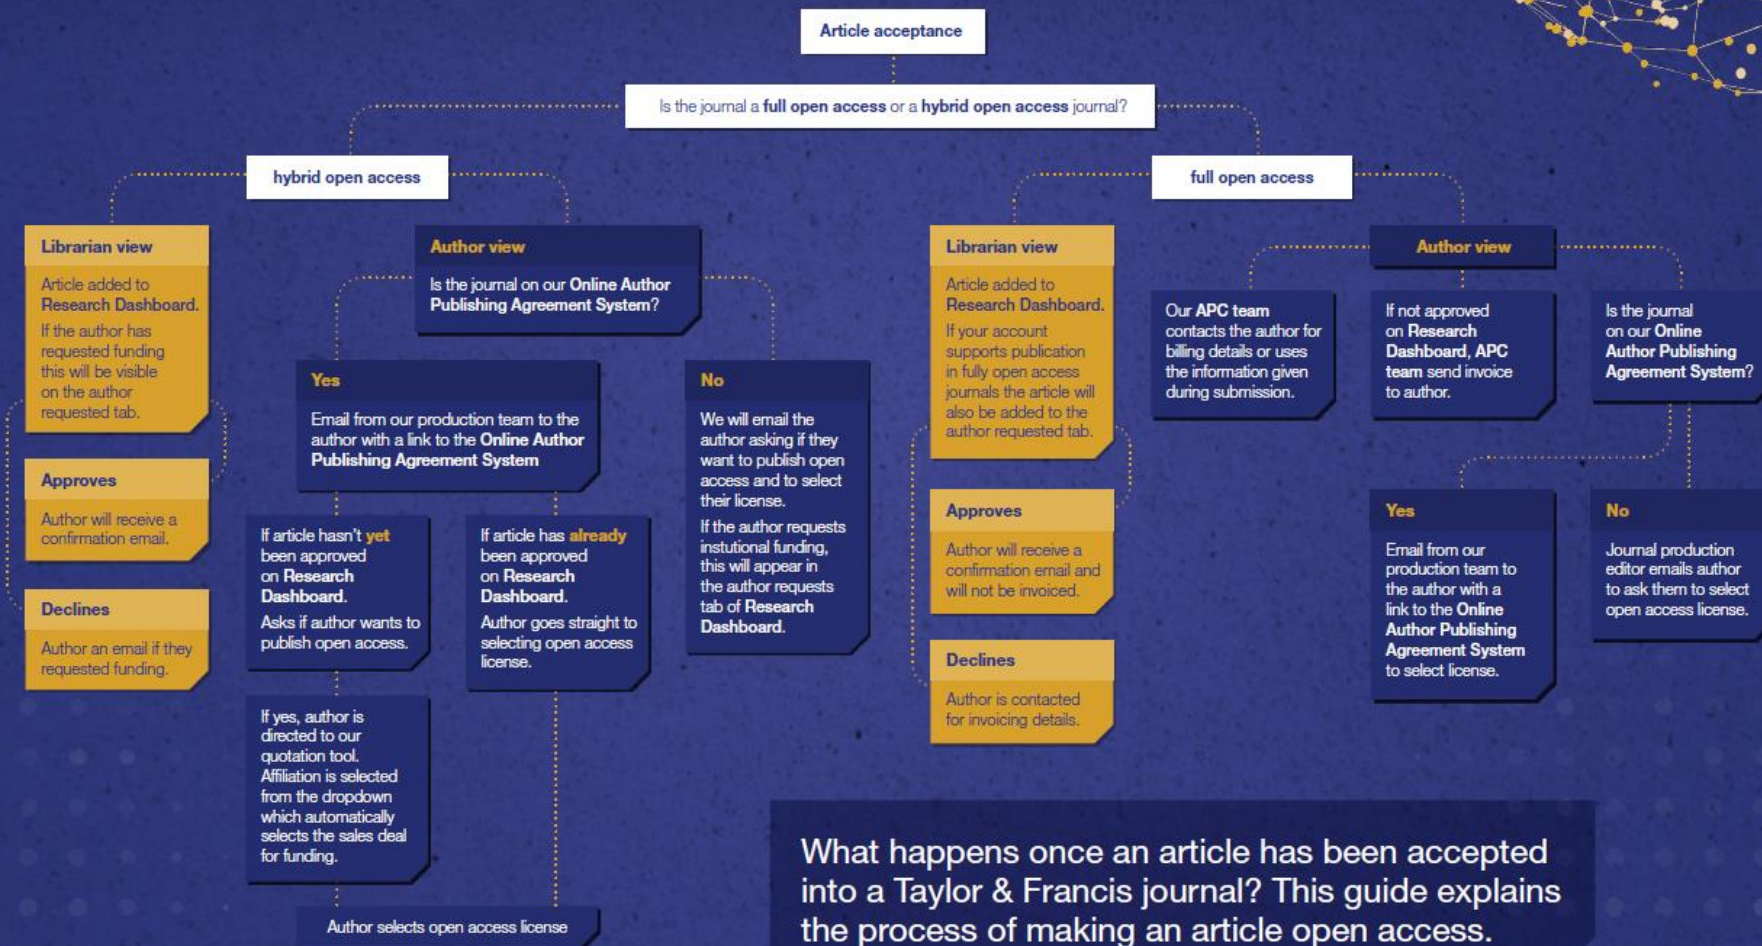 Article acceptance
Is the journal a full open access or a hybrid open access journal?
hybrid open access
Librarian view
Article added to
Research Dashboard.
If the author has
requested funding
this will be visible
on the author
requested tab.
Approves
Author will receive a
confirmation email.
Declines
Author an email if they
requested funding.
Author view
Is the journal on our Online Author
Publishing Agreement System?
Yes
Email from our production team to the
author with a link to the Online Author
Publishing Agreement System
If article hasn't yet
been approved
on Research
Dashboard.
Asks if author wants to
publish open access.
If yes, author is
directed to our
quotation tool.
Affiliation is selected
from the dropdown
which automatically
selects the sales deal
for funding.
If article has already
been approved
on Research
Dashboard.
Author goes straight to
selecting open access
license.
Author selects open access license
No
We will email the
author asking if they
want to publish open
access and to select
their license.
If the author requests
instutional funding,
this will appear in
the author requests
tab of Research
Dashboard.
full open access
Librarian view
Article added to
Research Dashboard.
If your account
supports publication
in fully open access
journals the article will
also be added to the
author requested tab.
Approves
Author will receive a
confirmation email and
will not be invoiced.
Declines
Author is contacted
for invoicing details.
Author view
Our APC team
contacts the author for
billing details or uses
the information given
during submission.
If not approved
on Research
Dashboard, APC
team send invoice
to author.
Is the journal
on our Online
Author Publishing
Agreement System?
Yes
Email from our
production team to
the author with a
link to the Online
Author Publishing
Agreement System
to select license.
No
Journal production
editor emails author
to ask them to select
open access license.
What happens once an article has been accepted
into a Taylor & Francis journal? This guide explains
the process of making an article open access.